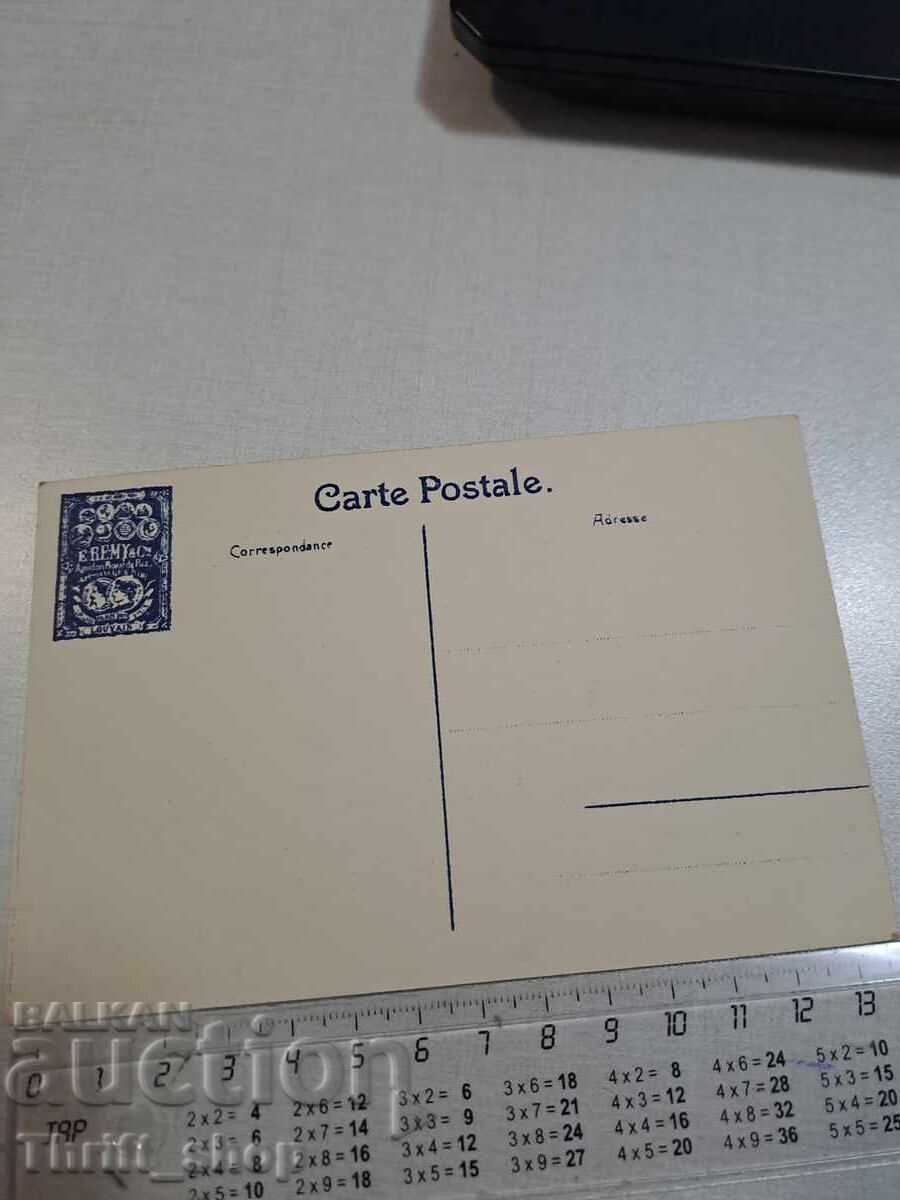 Carte Postale.
Correspondance
Adresse
E. REMY & Cie
LOUVAIN
BALKAN
auction
Thrift_shop
0 1 2 3 4 5 6 7 8 9 10 11 12 13
TAP
2 x 2 = 4
2 x 3 = 6
2 x 4 = 8
2 x 5 = 10
2 x 6 = 12
2 x 7 = 14
2 x 8 = 16
2 x 9 = 18
3 x 2 = 6
3 x 3 = 9
3 x 4 = 12
3 x 5 = 15
3 x 6 = 18
3 x 7 = 21
3 x 8 = 24
3 x 9 = 27
4 x 2 = 8
4 x 3 = 12
4 x 4 = 16
4 x 5 = 20
4 x 6 = 24
4 x 7 = 28
4 x 8 = 32
4 x 9 = 36
5 x 2 = 10
5 x 3 = 15
5 x 4 = 20
5 x 5 = 25